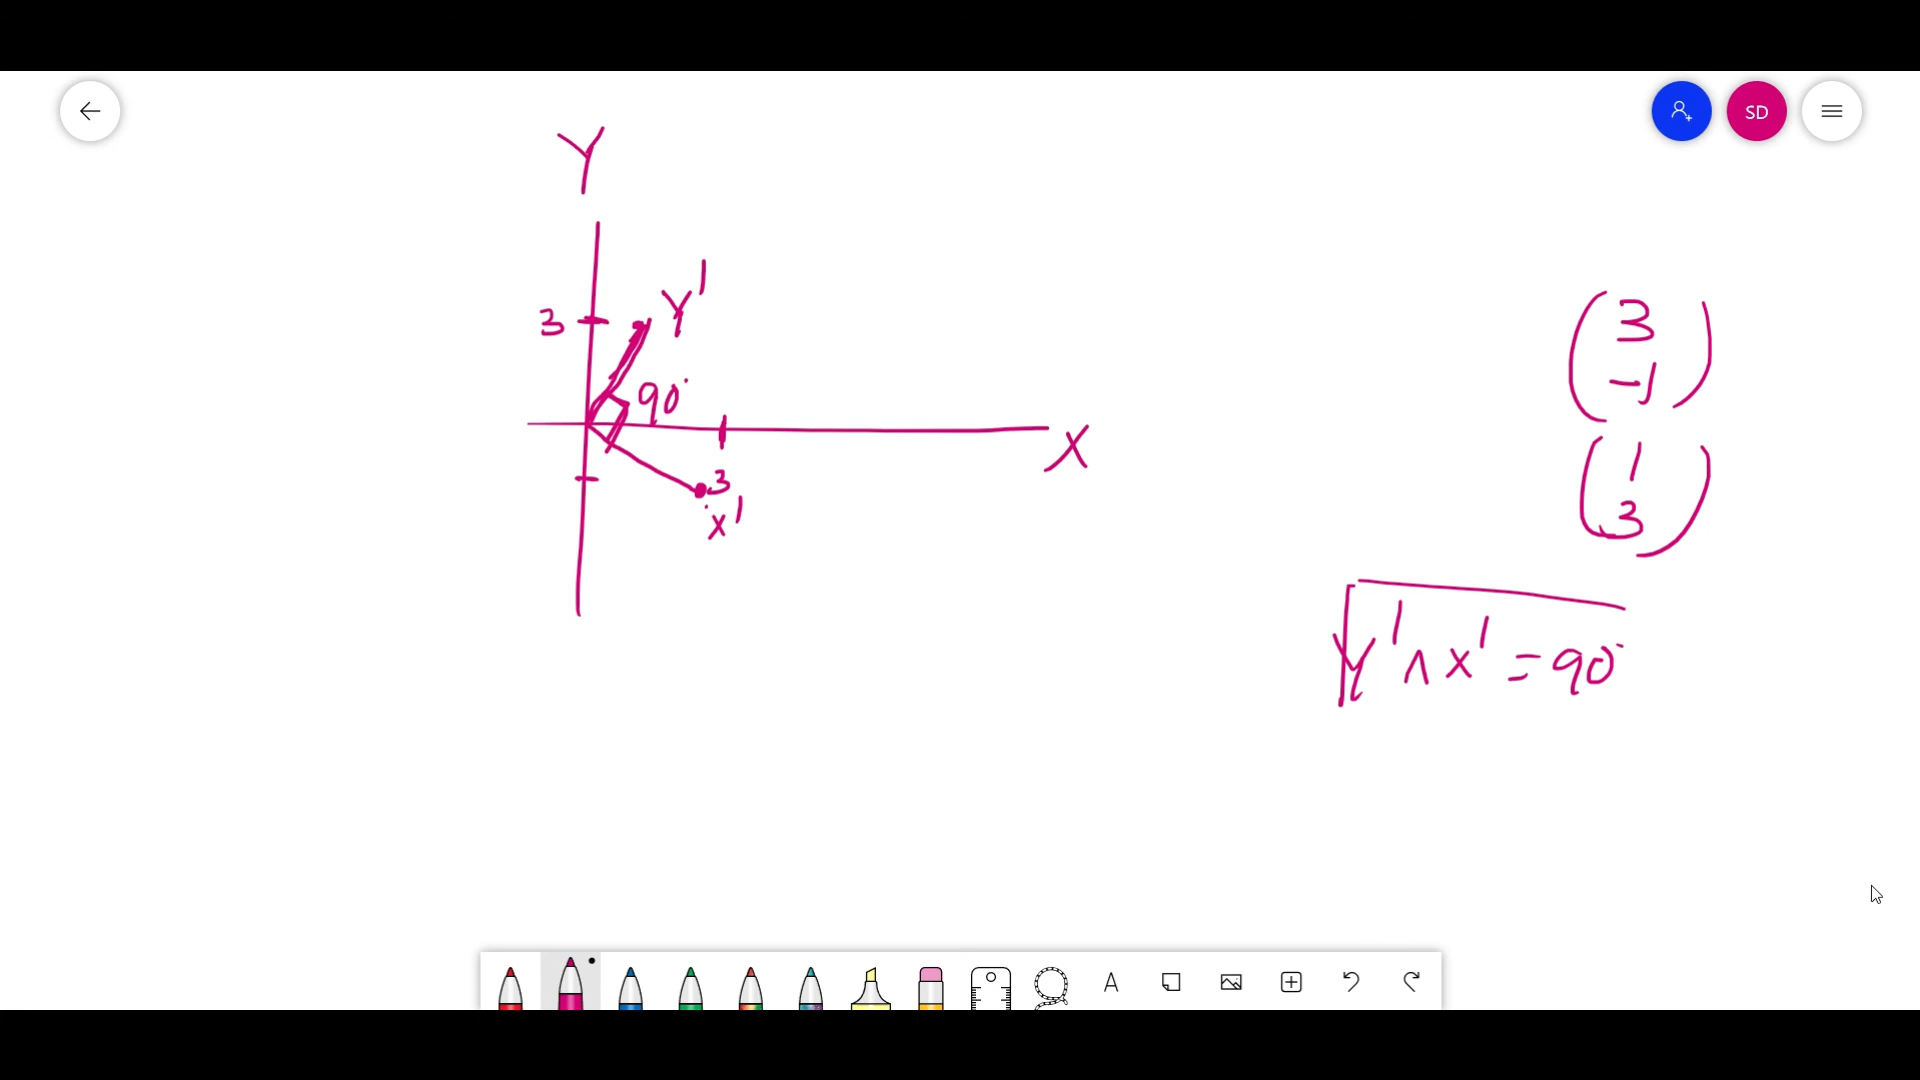 SD
Y
Y'
3
90°
X
3
x'
(3
-1)
(1
3)
Y' ∧ x' = 90°
A